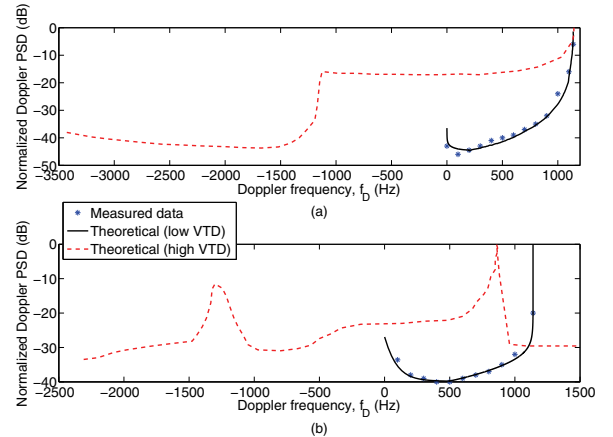 Normalized Doppler PSD (dB)
0
−10
−20
−30
−40
−50
−3500 −3000 −2500 −2000 −1500 −1000 −500 0 500 1000
Doppler frequency, f_D (Hz)
(a)
Measured data
Theoretical (low VTD)
Theoretical (high VTD)
Normalized Doppler PSD (dB)
0
−10
−20
−30
−40
−2500 −2000 −1500 −1000 −500 0 500 1000 1500
Doppler frequency, f_D (Hz)
(b)